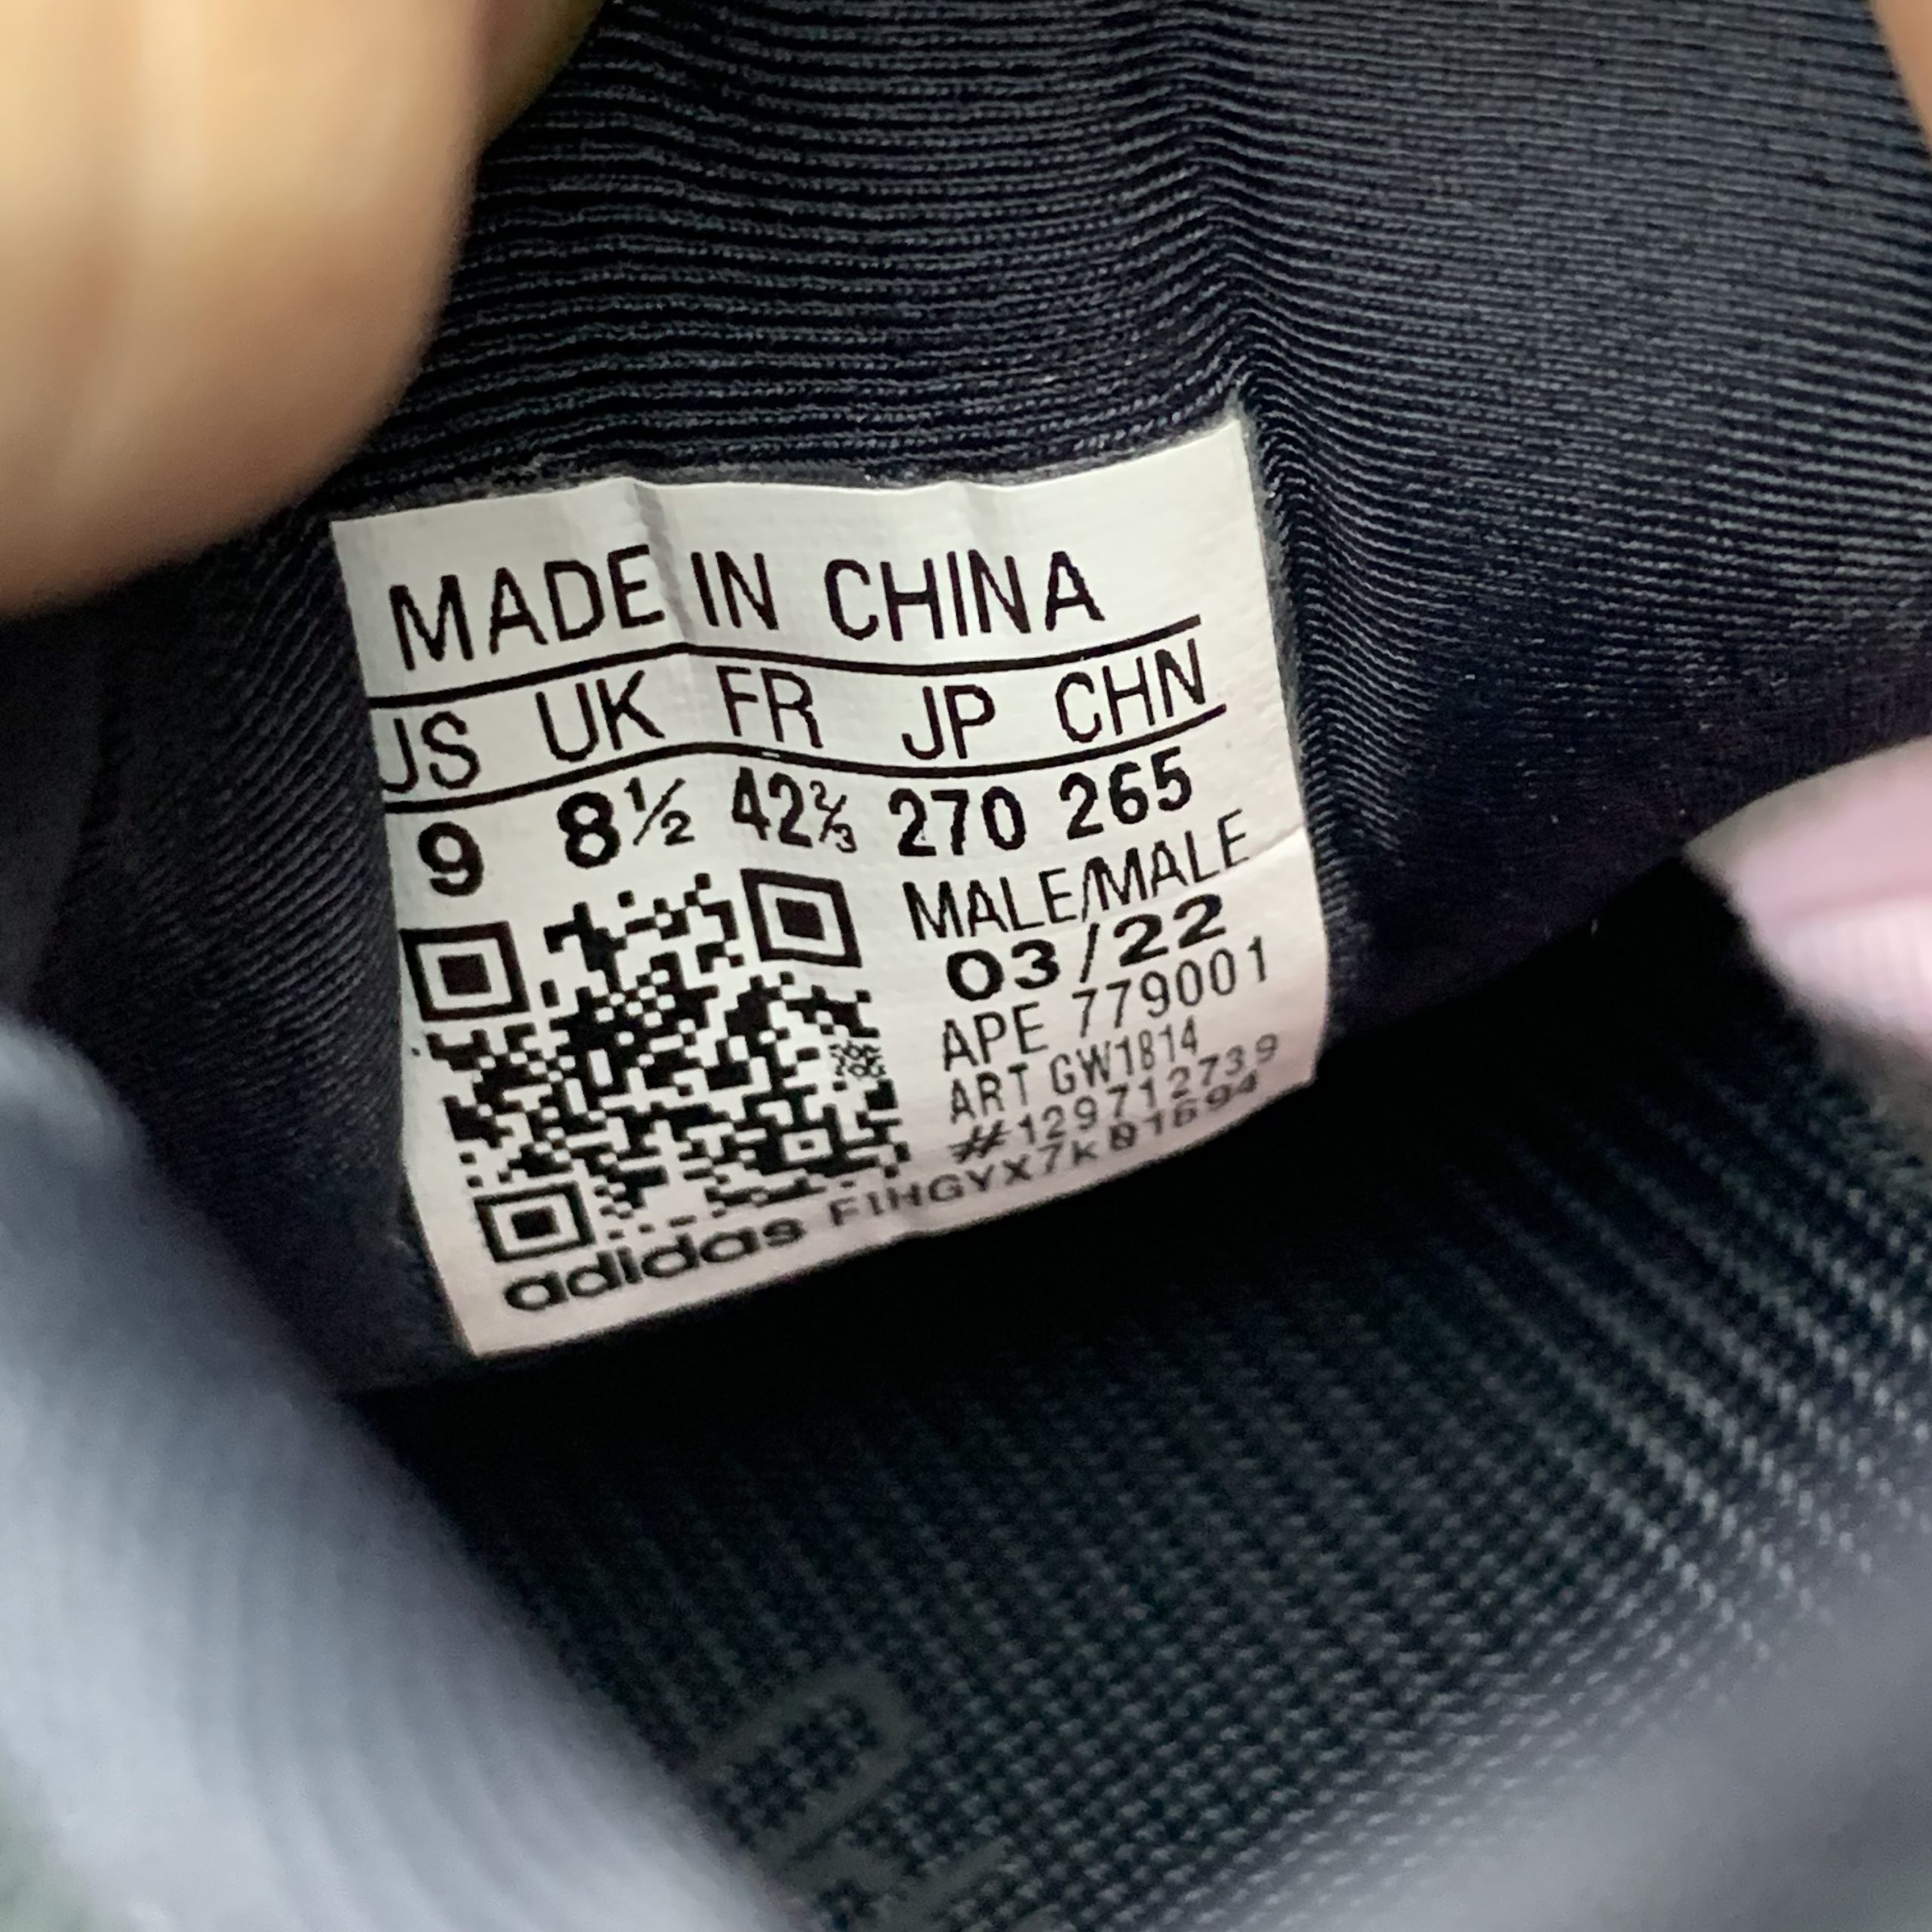 MADE IN CHINA
US UK FR JP CHN
9 8½ 42⅔ 270 265
MALE/MALE
03/22
APE 779001
ART GW1814
#129712739
adidas F1HGYX7K01694